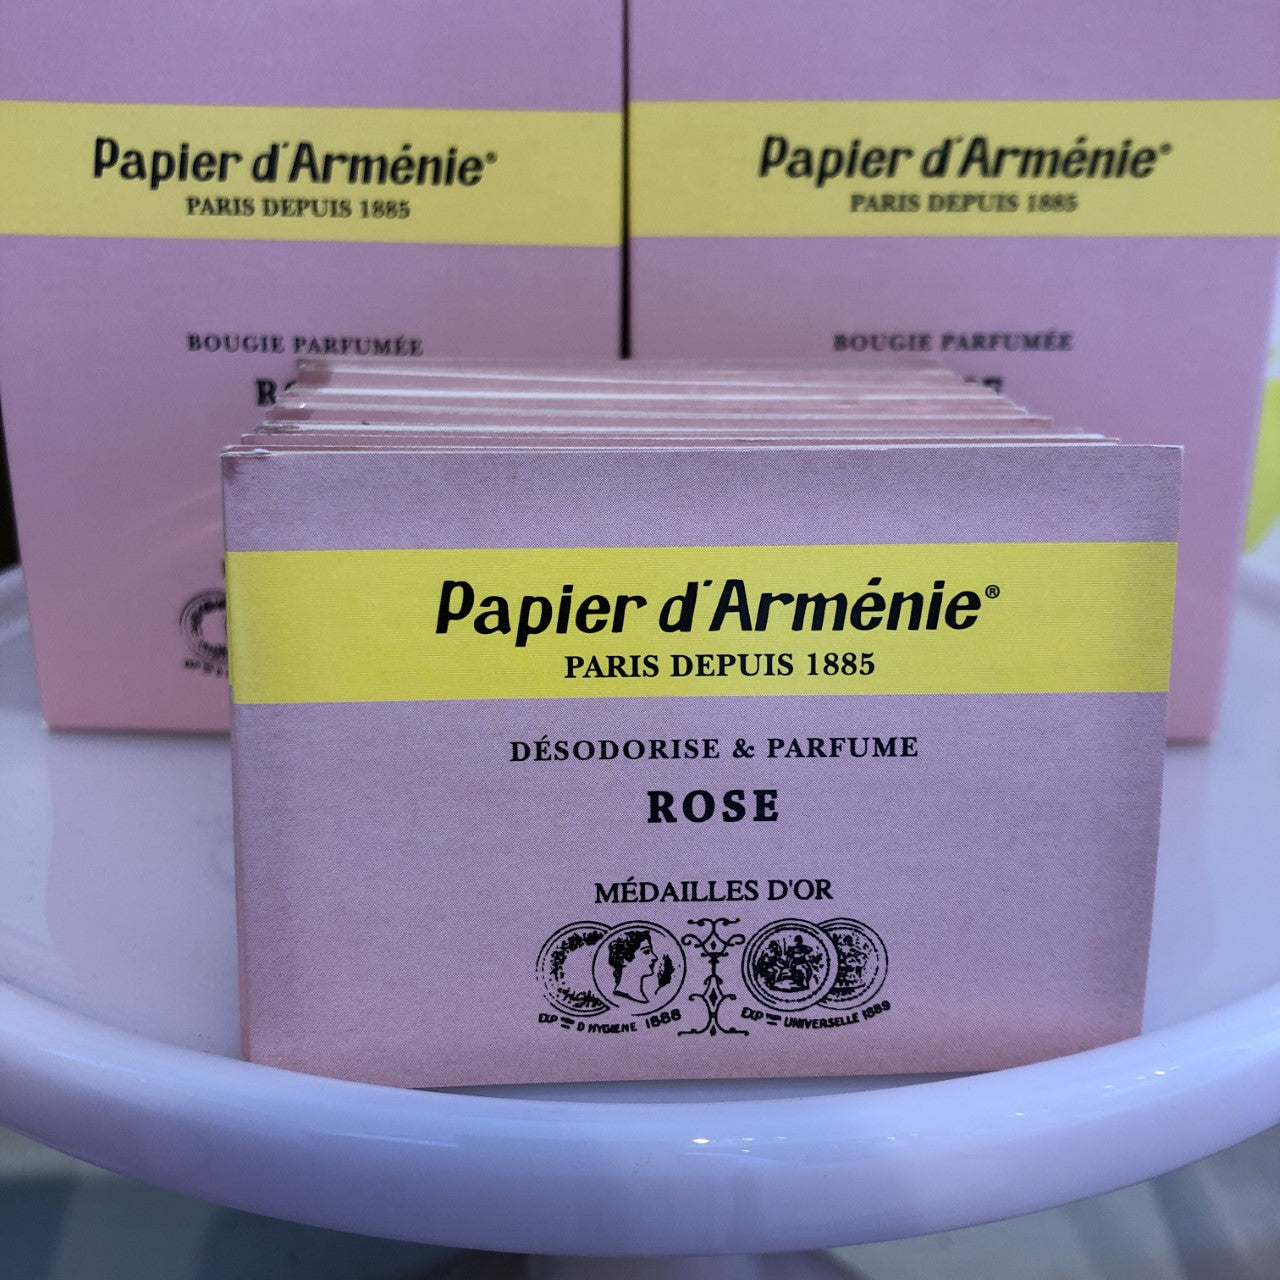 Papier d'Arménie®
PARIS DEPUIS 1885
BOUGIE PARFUMÉE
Papier d'Arménie®
PARIS DEPUIS 1885
BOUGIE PARFUMÉE
Papier d'Arménie®
PARIS DEPUIS 1885
DÉSODORISE & PARFUME
ROSE
MÉDAILLES D'OR
EXP D HYGIENE 1888
EXP UNIVERSELLE 1889